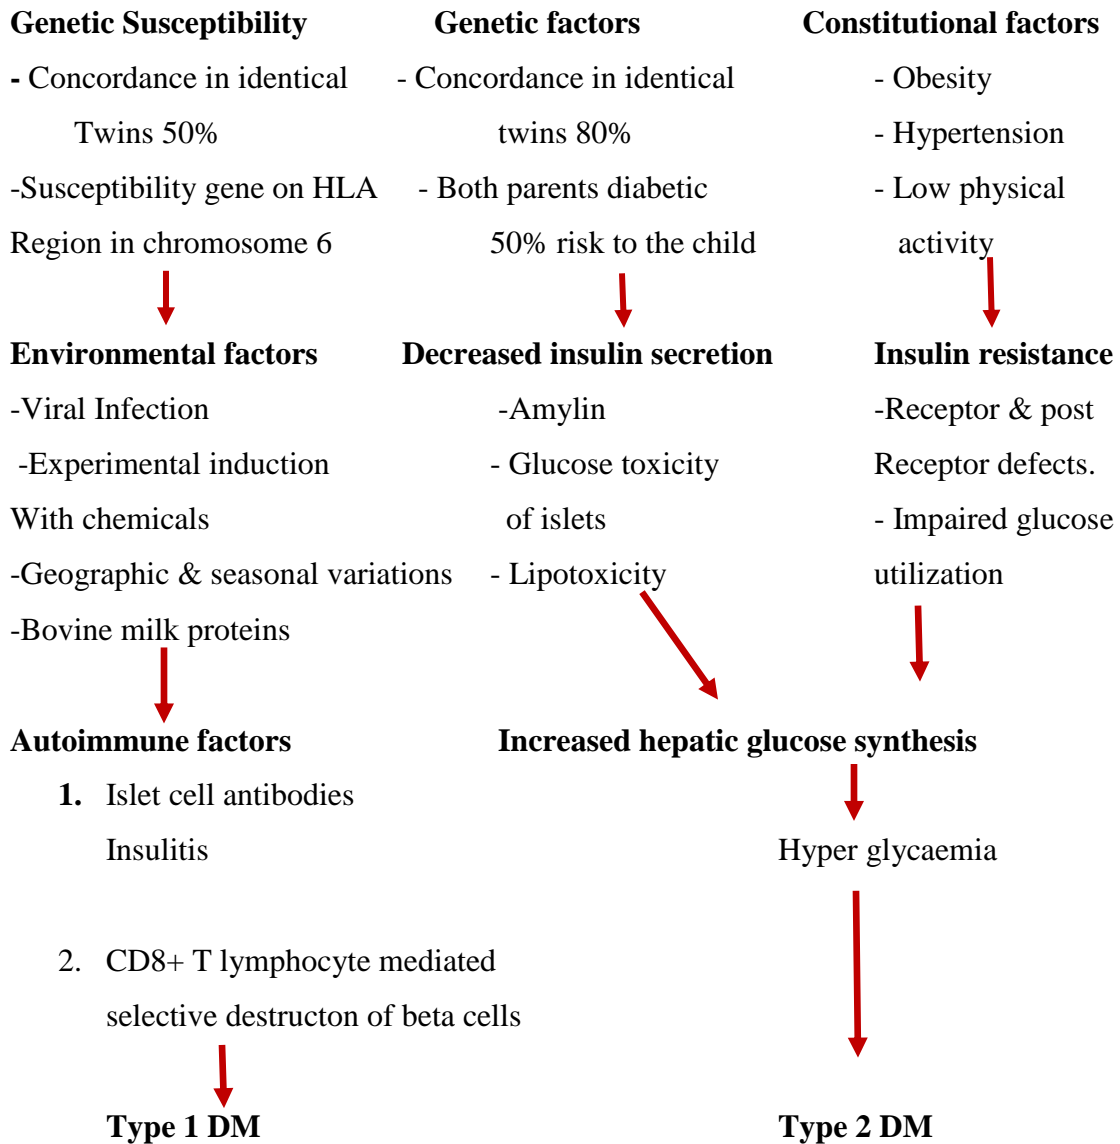 Genetic Susceptibility Genetic factors Constitutional factors
- Concordance in identical - Concordance in identical - Obesity
Twins 50% twins 80% - Hypertension
-Susceptibility gene on HLA - Both parents diabetic - Low physical
Region in chromosome 6 50% risk to the child activity
Environmental factors Decreased insulin secretion Insulin resistance
-Viral Infection -Amylin -Receptor & post
-Experimental induction - Glucose toxicity Receptor defects.
With chemicals of islets - Impaired glucose
-Geographic & seasonal variations - Lipotoxicity utilization
-Bovine milk proteins
Autoimmune factors Increased hepatic glucose synthesis
1. Islet cell antibodies
Insulitis Hyper glycaemia
2. CD8+ T lymphocyte mediated
selective destructon of beta cells
Type 1 DM Type 2 DM